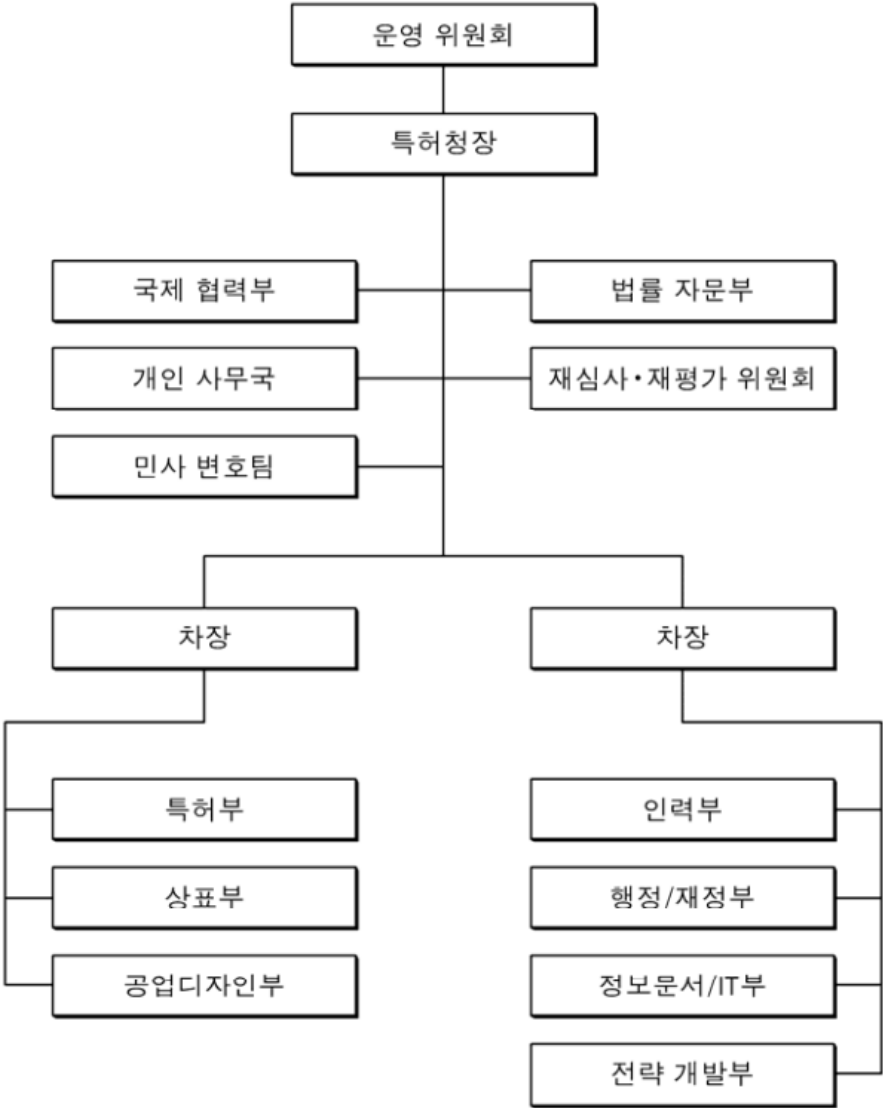 운영 위원회
특허청장
국제 협력부
법률 자문부
개인 사무국
재심사•재평가 위원회
민사 변호팀
차장
차장
특허부
인력부
상표부
행정/재정부
공업디자인부
정보문서/IT부
전략 개발부